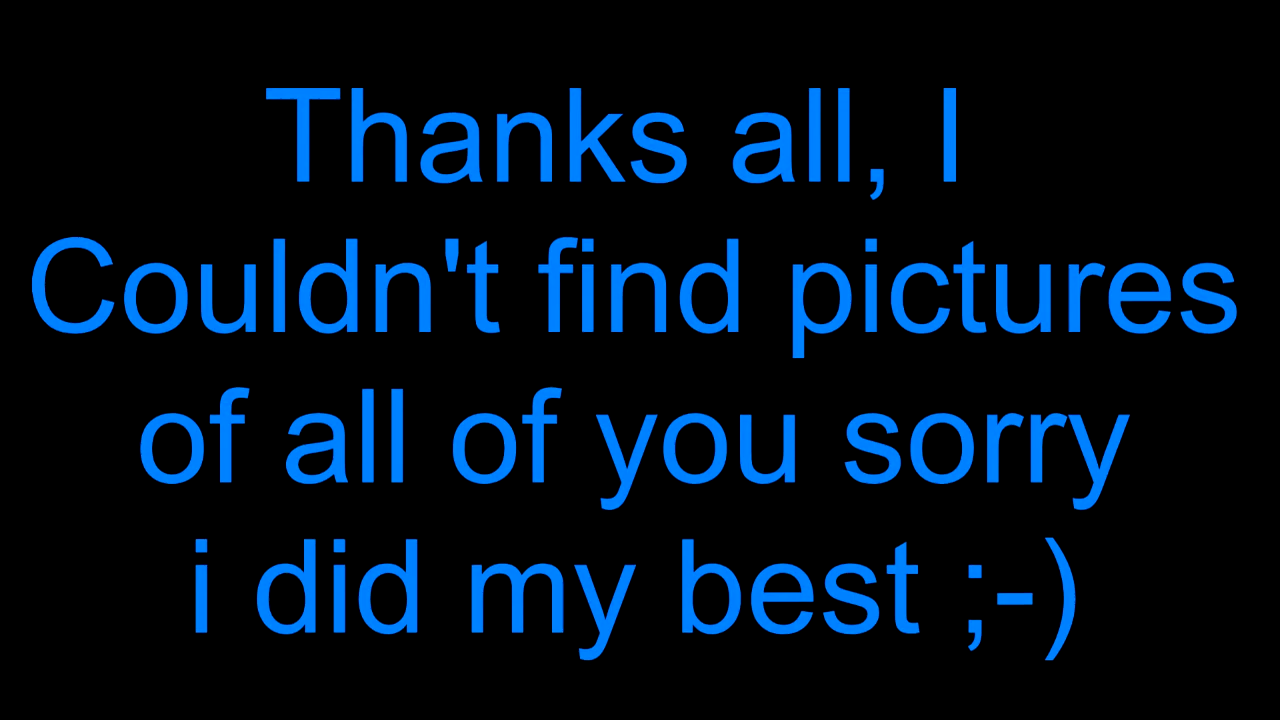 Thanks all, I
Couldn't find pictures
of all of you sorry
i did my best ;-)